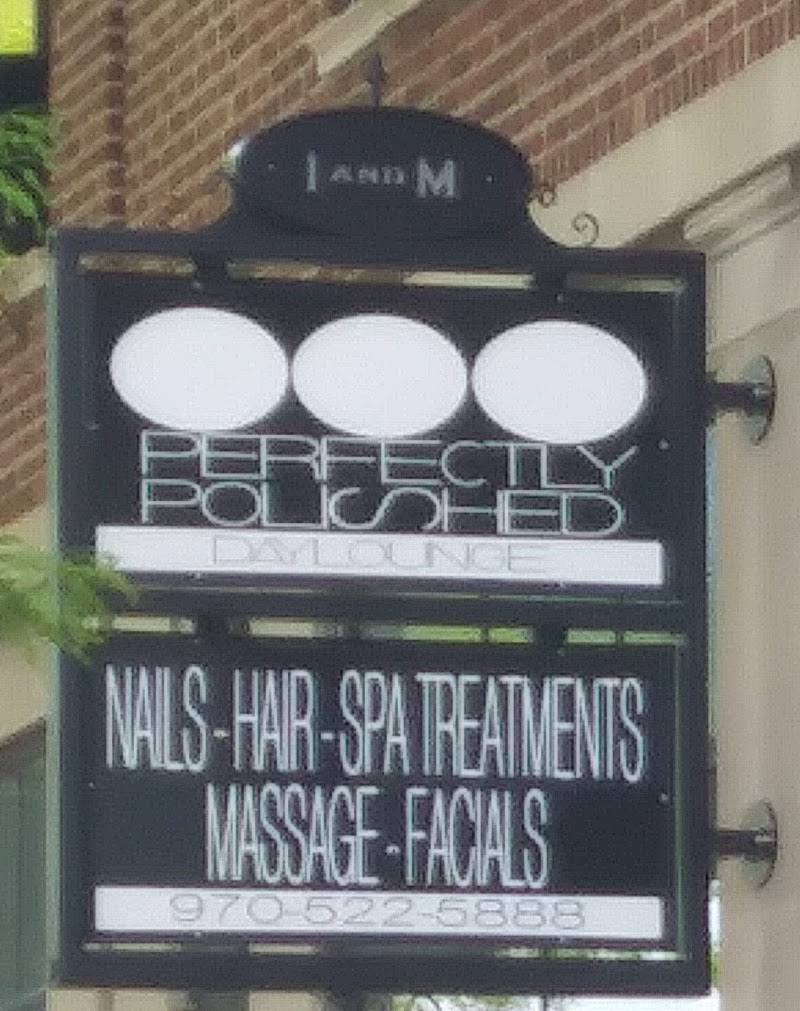 I AND M
PERFECTLY
POLISHED
DAYLOUNGE
NAILS - HAIR - SPA TREATMENTS
MASSAGE - FACIALS
970-522-5888